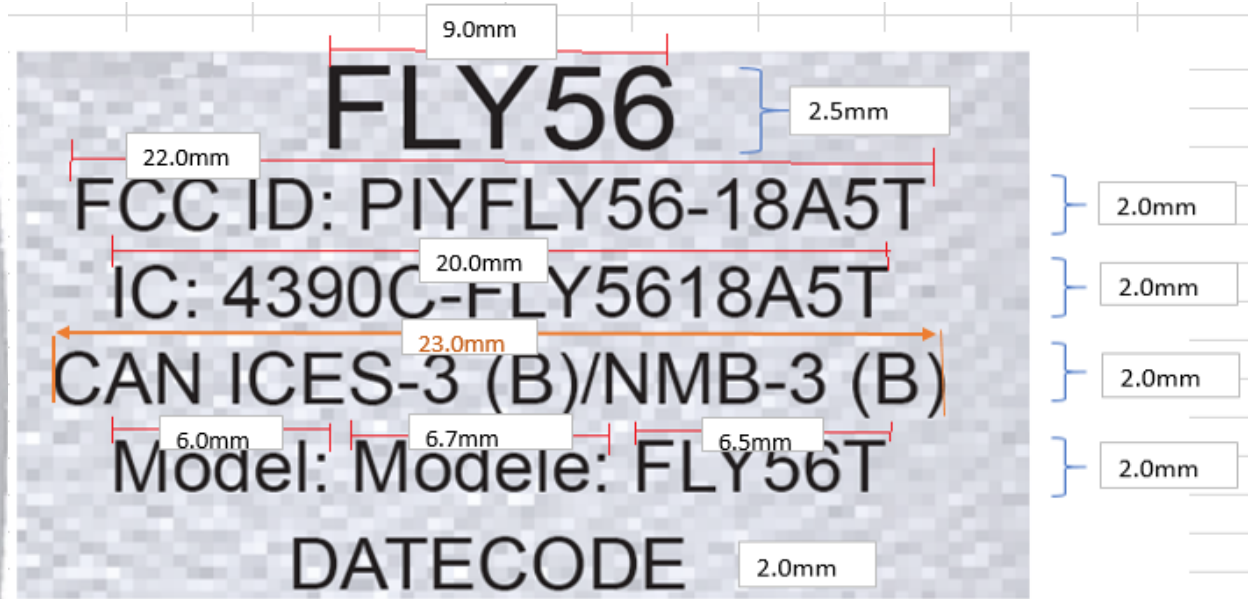 9.0mm
FLY56
2.5mm
22.0mm
FCC ID: PIYFLY56-18A5T
2.0mm
20.0mm
IC: 4390C-FLY5618A5T
2.0mm
23.0mm
CAN ICES-3 (B)/NMB-3 (B)
2.0mm
6.0mm 6.7mm 6.5mm
Model: Modele: FLY56T
2.0mm
DATECODE 2.0mm